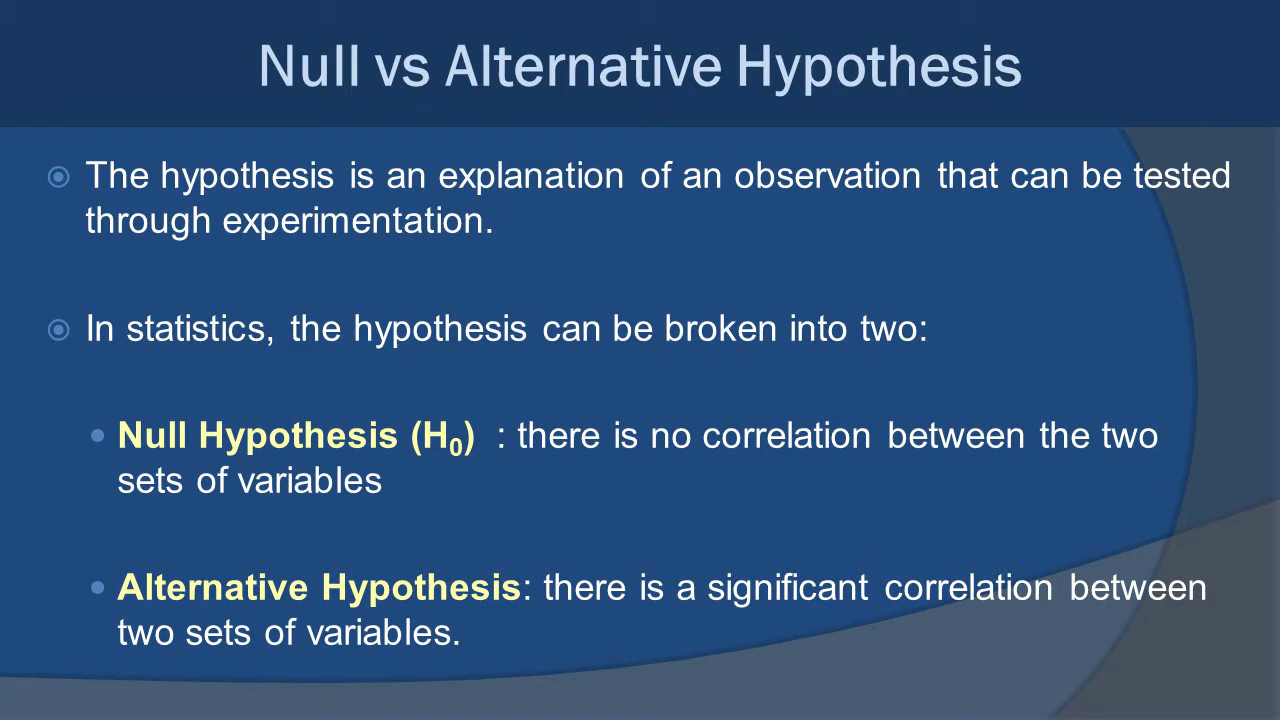 Null vs Alternative Hypothesis
The hypothesis is an explanation of an observation that can be tested
through experimentation.
In statistics, the hypothesis can be broken into two:
Null Hypothesis (H₀) : there is no correlation between the two
sets of variables
Alternative Hypothesis: there is a significant correlation between
two sets of variables.